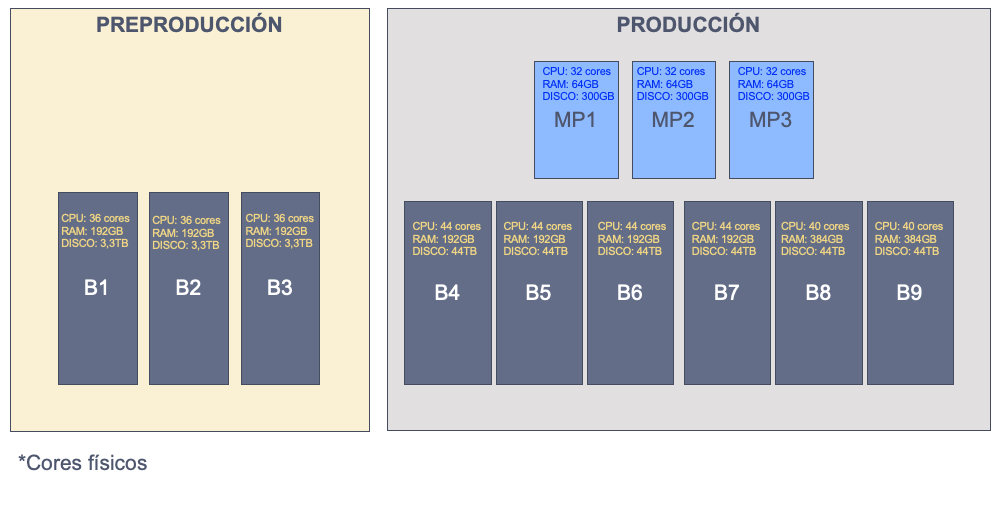 PREPRODUCCIÓN
CPU: 36 cores
RAM: 192GB
DISCO: 3,3TB
B1
CPU: 36 cores
RAM: 192GB
DISCO: 3,3TB
B2
CPU: 36 cores
RAM: 192GB
DISCO: 3,3TB
B3
PRODUCCIÓN
CPU: 32 cores
RAM: 64GB
DISCO: 300GB
MP1
CPU: 32 cores
RAM: 64GB
DISCO: 300GB
MP2
CPU: 32 cores
RAM: 64GB
DISCO: 300GB
MP3
CPU: 44 cores
RAM: 192GB
DISCO: 44TB
B4
CPU: 44 cores
RAM: 192GB
DISCO: 44TB
B5
CPU: 44 cores
RAM: 192GB
DISCO: 44TB
B6
CPU: 44 cores
RAM: 192GB
DISCO: 44TB
B7
CPU: 40 cores
RAM: 384GB
DISCO: 44TB
B8
CPU: 40 cores
RAM: 384GB
DISCO: 44TB
B9
*Cores físicos